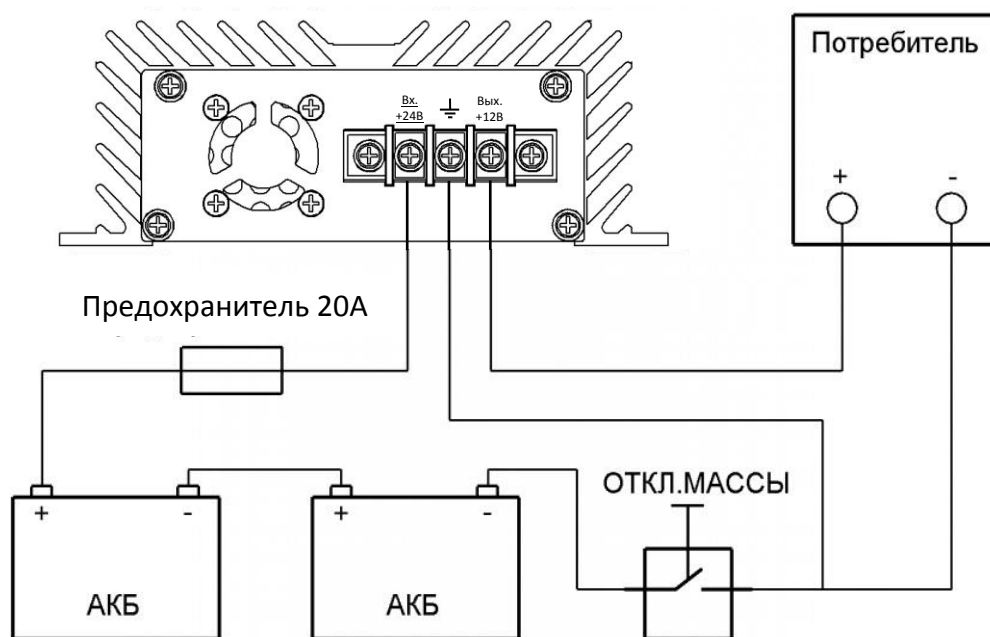 Потребитель
Вх.
+24В
Вых.
+12В
+ -
Предохранитель 20А
ОТКЛ.МАССЫ
+ -
+ -
АКБ
АКБ